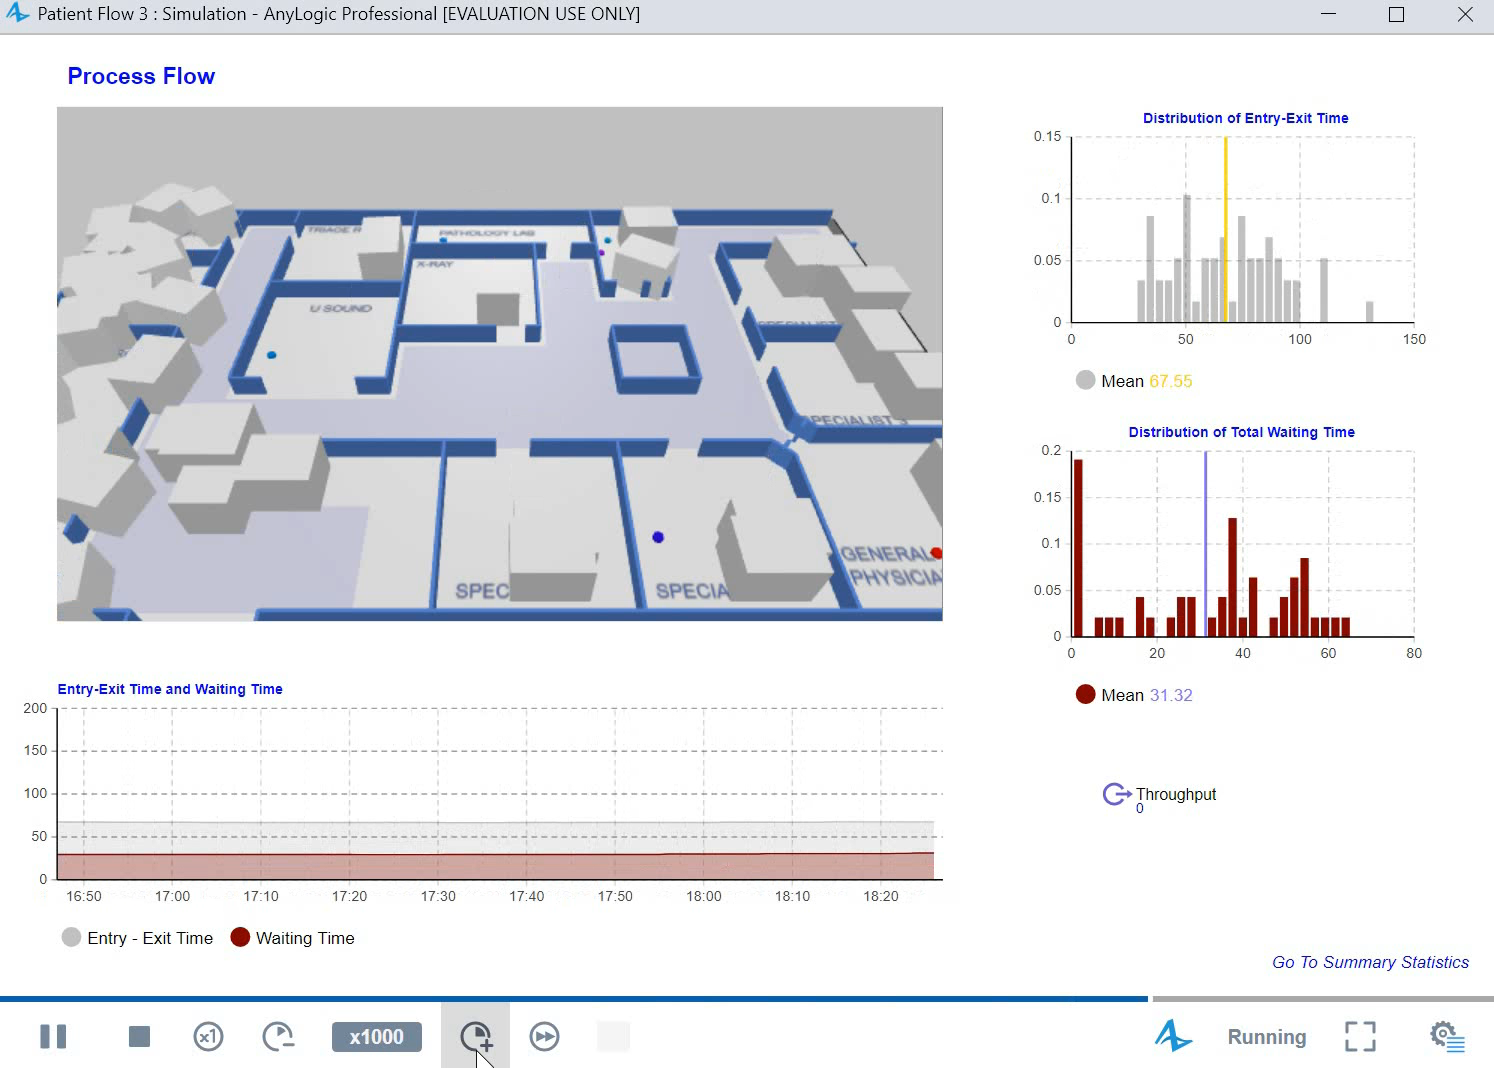 Patient Flow 3 : Simulation - AnyLogic Professional [EVALUATION USE ONLY]
Process Flow
TRIAGE R
PATHOLOGY LAB
X-RAY
U SOUND
SPECIALIST
SPECIALIST 3
SPEC
SPECIA
GENERAL
PHYSICIA
Distribution of Entry-Exit Time
0.15
0.1
0.05
0
0 50 100 150
Mean 67.55
Distribution of Total Waiting Time
0.2
0.15
0.1
0.05
0
0 20 40 60 80
Mean 31.32
Throughput
0
Entry-Exit Time and Waiting Time
200
150
100
50
0
16:50 17:00 17:10 17:20 17:30 17:40 17:50 18:00 18:10 18:20
Entry - Exit Time Waiting Time
Go To Summary Statistics
x1 x1000 Running